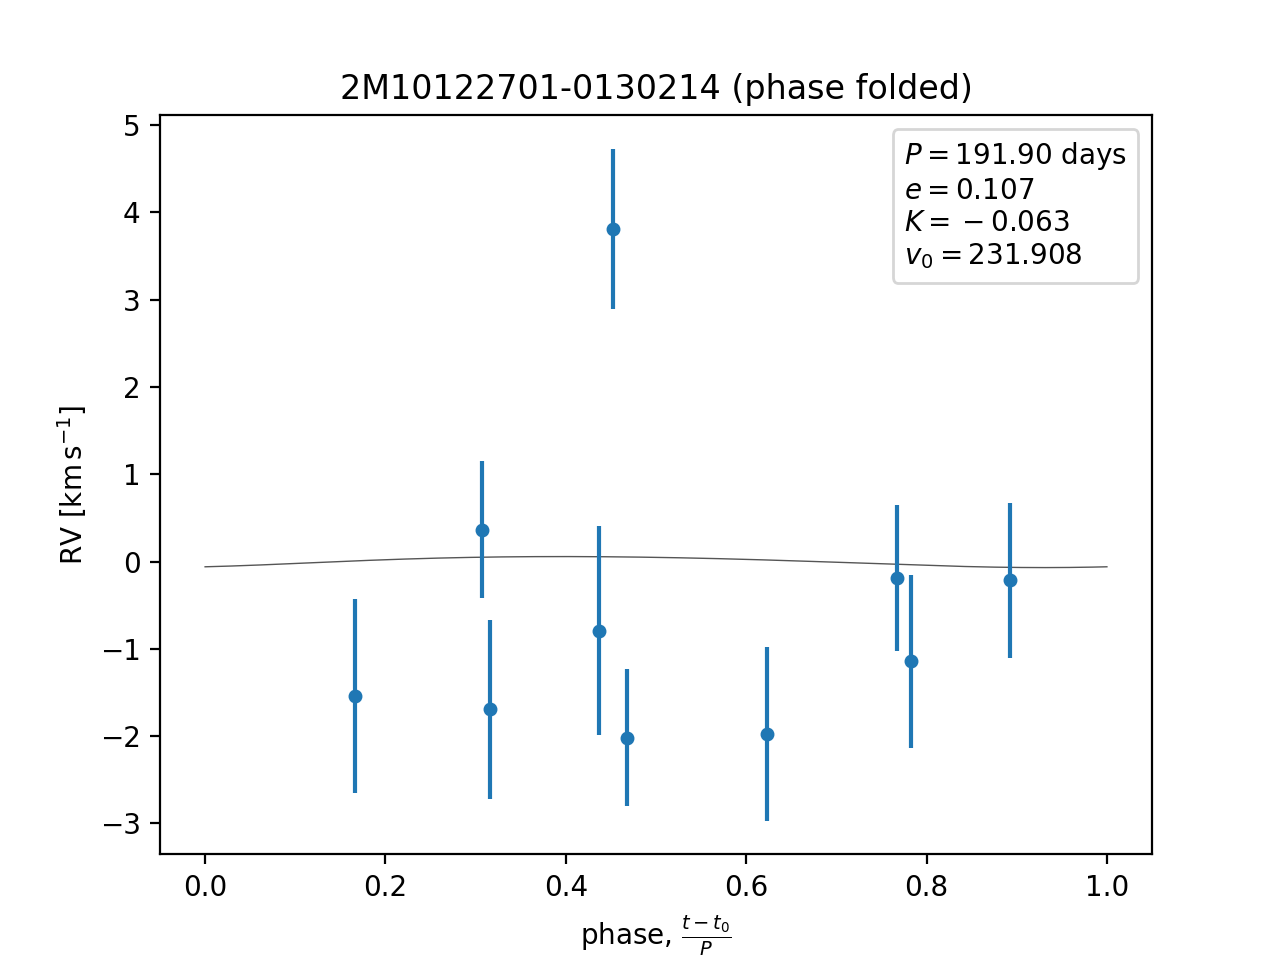 2M10122701-0130214 (phase folded)
P = 191.90 days
e = 0.107
K = −0.063
v₀ = 231.908
RV [km s⁻¹]
5
4
3
2
1
0
−1
−2
−3
0.0 0.2 0.4 0.6 0.8 1.0
phase, (t − t₀)/P